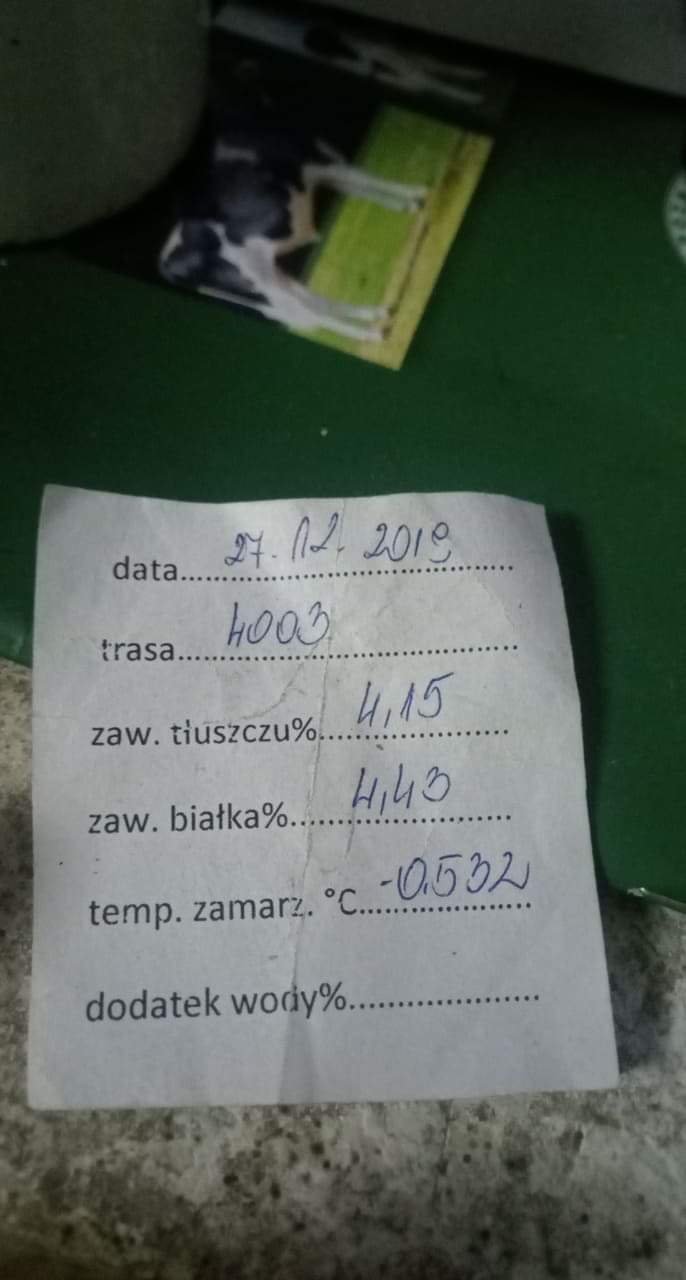 data 27.12.2019
trasa 4003
zaw. tłuszczu% 4,15
zaw. białka% 4,43
temp. zamarz. °C -0.532
dodatek wody%